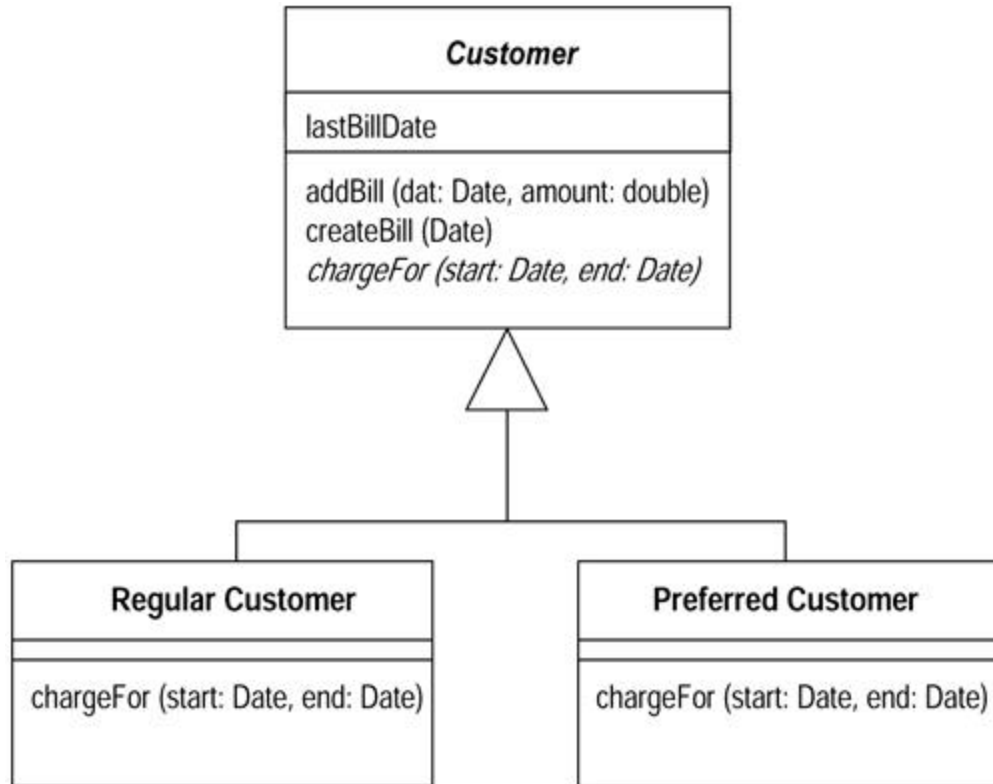 Customer
lastBillDate
addBill (dat: Date, amount: double)
createBill (Date)
chargeFor (start: Date, end: Date)
Regular Customer
chargeFor (start: Date, end: Date)
Preferred Customer
chargeFor (start: Date, end: Date)